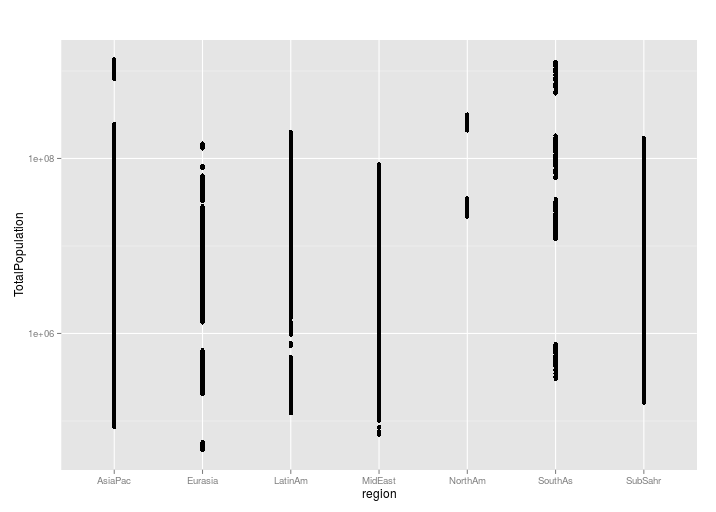 TotalPopulation
1e+08
1e+06
AsiaPac Eurasia LatinAm MidEast NorthAm SouthAs SubSahr
region